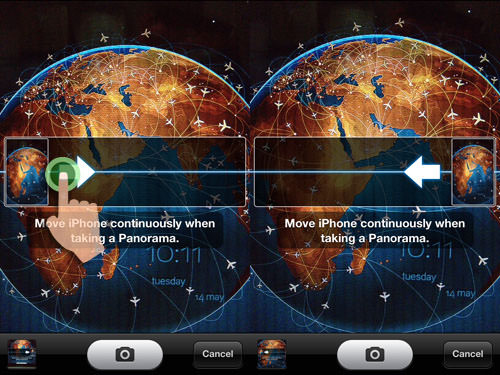 Move iPhone continuously when
taking a Panorama.
10:11
tuesday
14 may
Cancel
Move iPhone continuously when
taking a Panorama.
10:11
tuesday
14 may
Cancel